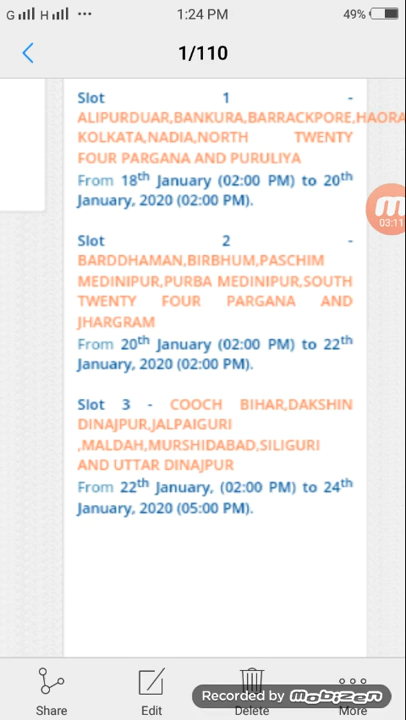 G H ... 1:24 PM 49%
1/110
Slot 1 -
ALIPURDUAR,BANKURA,BARRACKPORE,HAORA
KOLKATA,NADIA,NORTH TWENTY
FOUR PARGANA AND PURULIYA
From 18th January (02:00 PM) to 20th
January, 2020 (02:00 PM).
Slot 2 -
BARDDHAMAN,BIRBHUM,PASCHIM
MEDINIPUR,PURBA MEDINIPUR,SOUTH
TWENTY FOUR PARGANA AND
JHARGRAM
From 20th January (02:00 PM) to 22th
January, 2020 (02:00 PM).
Slot 3 - COOCH BIHAR,DAKSHIN
DINAJPUR,JALPAIGURI
,MALDAH,MURSHIDABAD,SILIGURI
AND UTTAR DINAJPUR
From 22th January, (02:00 PM) to 24th
January, 2020 (05:00 PM).
03:11
Recorded by Mobizen
Share Edit Delete More